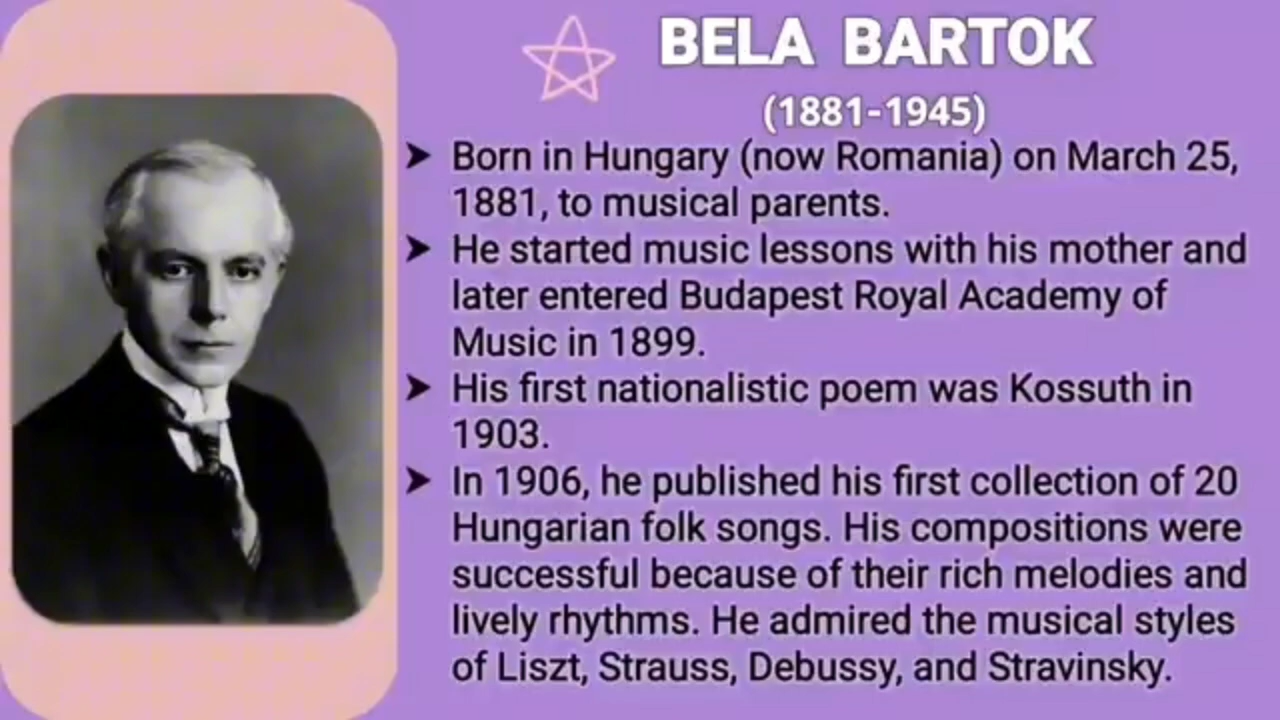 BELA BARTOK
(1881-1945)
➤ Born in Hungary (now Romania) on March 25,
1881, to musical parents.
➤ He started music lessons with his mother and
later entered Budapest Royal Academy of
Music in 1899.
➤ His first nationalistic poem was Kossuth in
1903.
➤ In 1906, he published his first collection of 20
Hungarian folk songs. His compositions were
successful because of their rich melodies and
lively rhythms. He admired the musical styles
of Liszt, Strauss, Debussy, and Stravinsky.